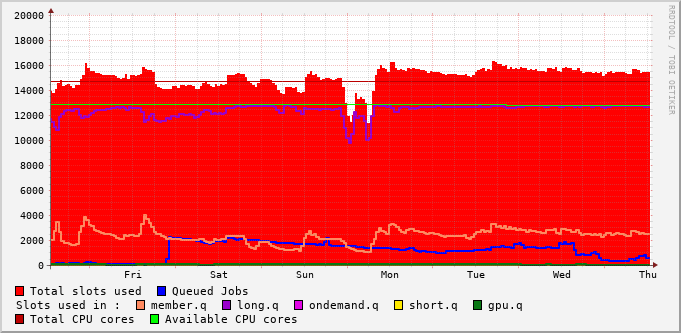 20000
18000
16000
14000
12000
10000
8000
6000
4000
2000
0
Fri Sat Sun Mon Tue Wed Thu
Total slots used Queued Jobs
Slots used in : member.q long.q ondemand.q short.q gpu.q
Total CPU cores Available CPU cores
RRDTOOL / TOBI OETIKER